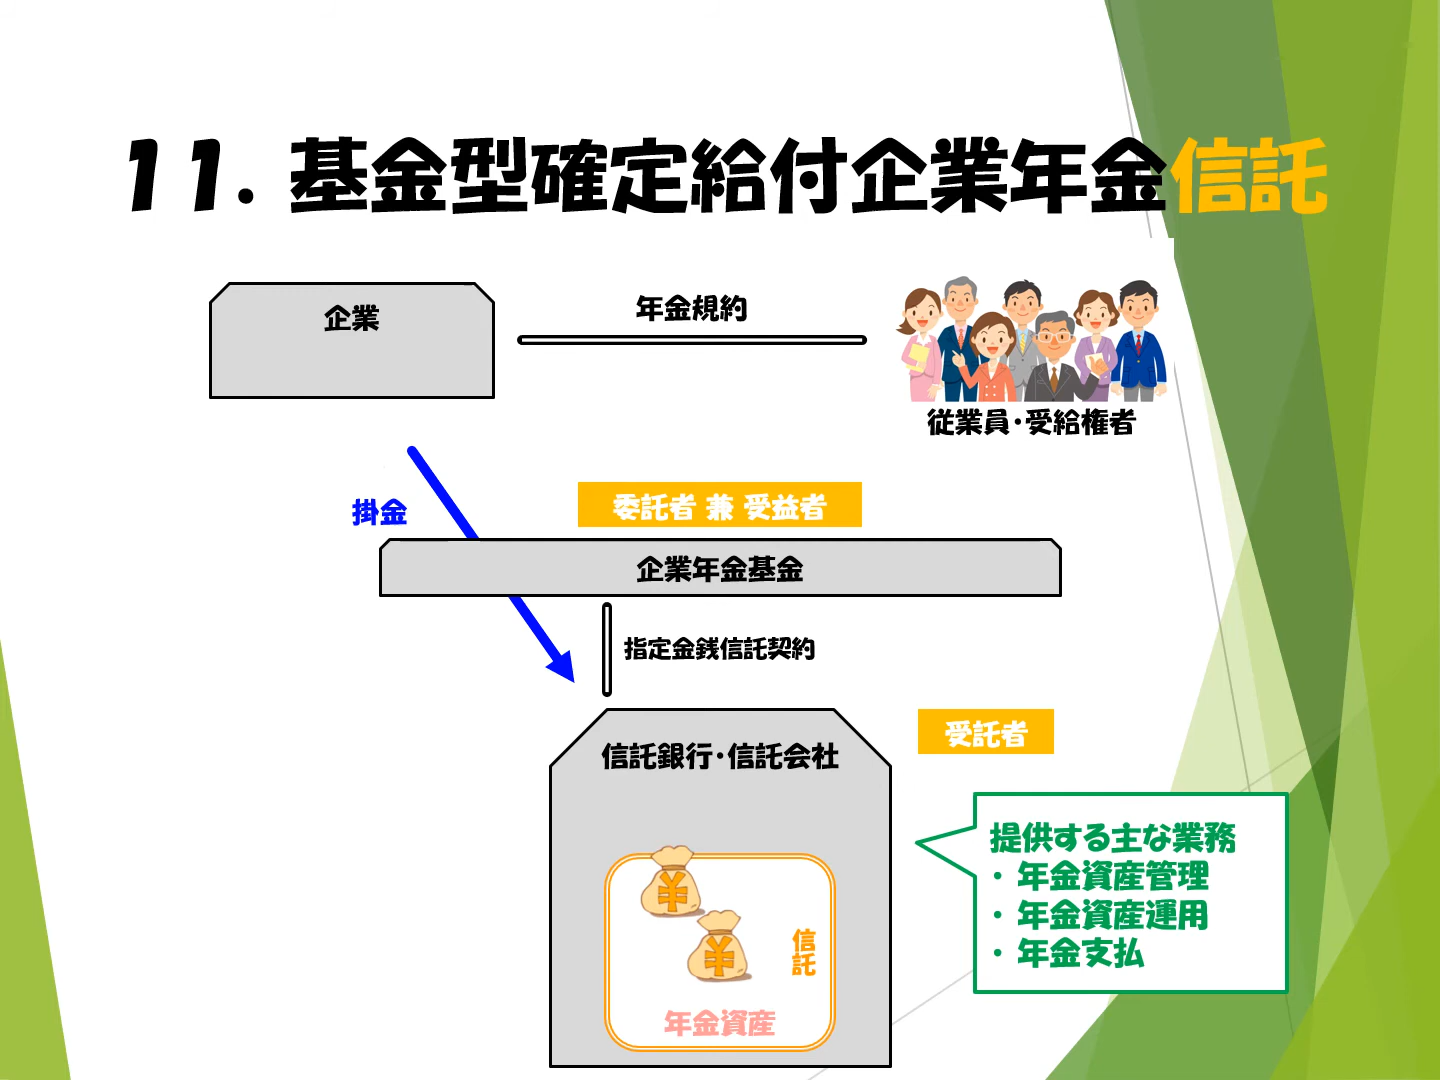 11. 基金型確定給付企業年金信託
企業
年金規約
従業員・受給権者
掛金
委託者 兼 受益者
企業年金基金
指定金銭信託契約
信託銀行・信託会社
受託者
提供する主な業務
・ 年金資産管理
・ 年金資産運用
・ 年金支払
¥
¥
信託
年金資産